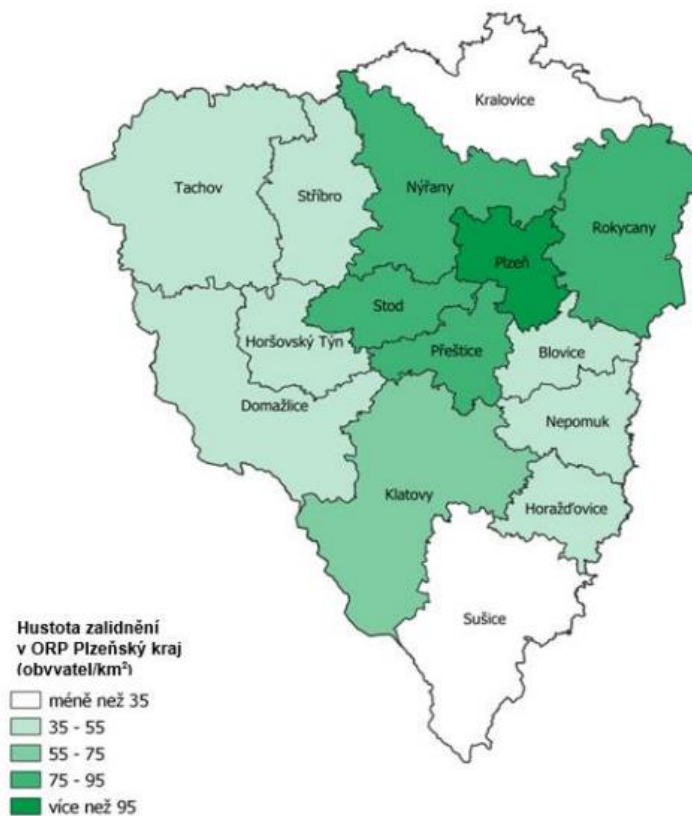 Kralovice
Tachov
Stříbro
Nýřany
Rokycany
Plzeň
Stod
Horšovský Týn
Přeštice
Blovice
Domažlice
Nepomuk
Klatovy
Horažďovice
Sušice
Hustota zalidnění
v ORP Plzeňský kraj
(obyvatel/km²)
méně než 35
35 - 55
55 - 75
75 - 95
více než 95